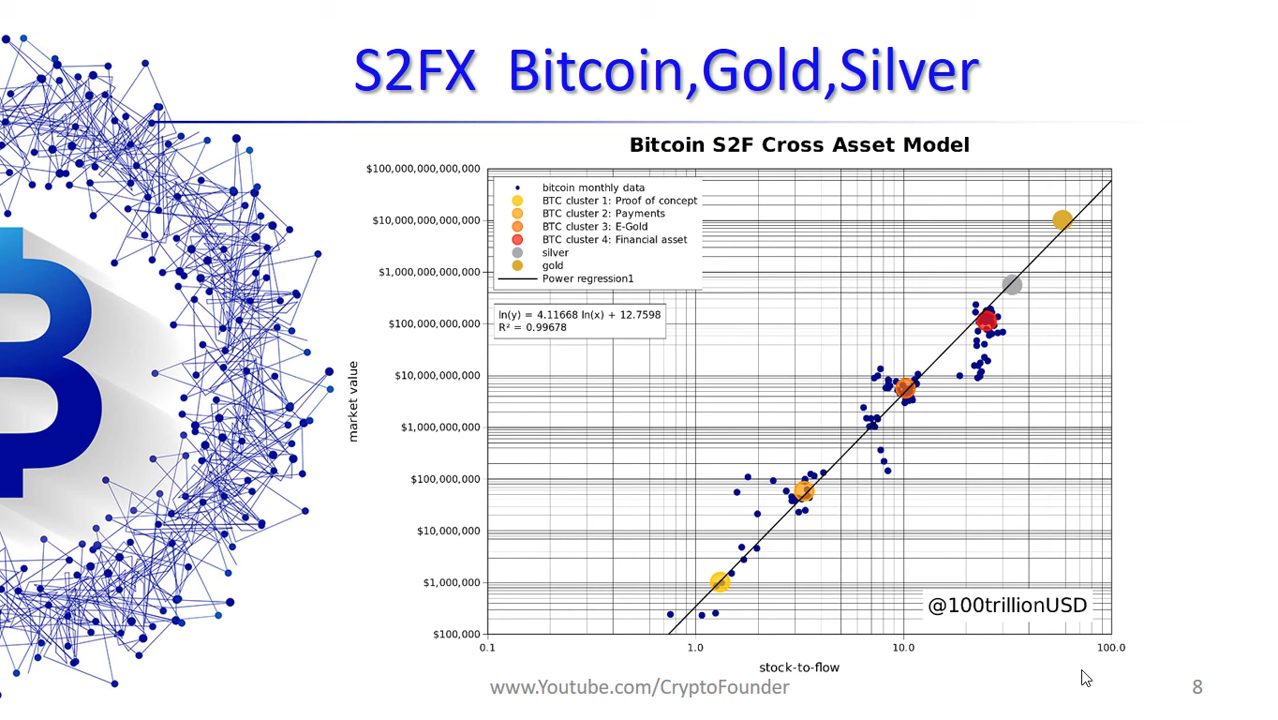 S2FX Bitcoin,Gold,Silver
Bitcoin S2F Cross Asset Model
$100,000,000,000,000
$10,000,000,000,000
$1,000,000,000,000
$100,000,000,000
$10,000,000,000
$1,000,000,000
$100,000,000
$10,000,000
$1,000,000
$100,000
market value
bitcoin monthly data
BTC cluster 1: Proof of concept
BTC cluster 2: Payments
BTC cluster 3: E-Gold
BTC cluster 4: Financial asset
silver
gold
Power regression1
ln(y) = 4.11668 ln(x) + 12.7598
R² = 0.99678
@100trillionUSD
0.1 1.0 10.0 100.0
stock-to-flow
www.Youtube.com/CryptoFounder
8